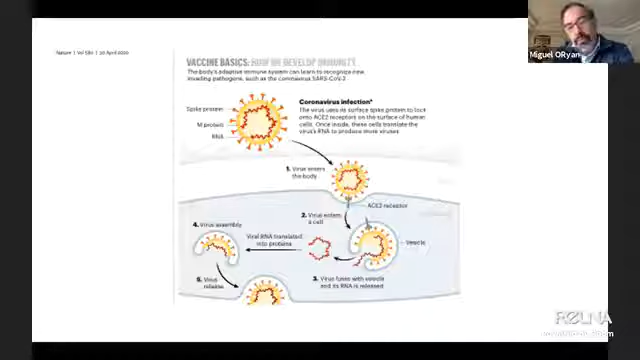 Nature | Vol 580 | 30 April 2020
Miguel ORyan
VACCINE BASICS: HOW WE DEVELOP IMMUNITY
The body's adaptive immune system can learn to recognize new
invading pathogens, such as the coronavirus SARS-CoV-2
Coronavirus infection*
The virus uses its surface spike protein to lock
onto ACE2 receptors on the surface of human
cells. Once inside, these cells translate the
virus's RNA to produce more viruses
Spike protein
M protein
RNA
1. Virus enters
the body
ACE2 receptor
2. Virus enters
a cell
4. Virus assembly
Viral RNA translated
into proteins
Vesicle
5. Virus
release
3. Virus fuses with vesicle
and its RNA is released